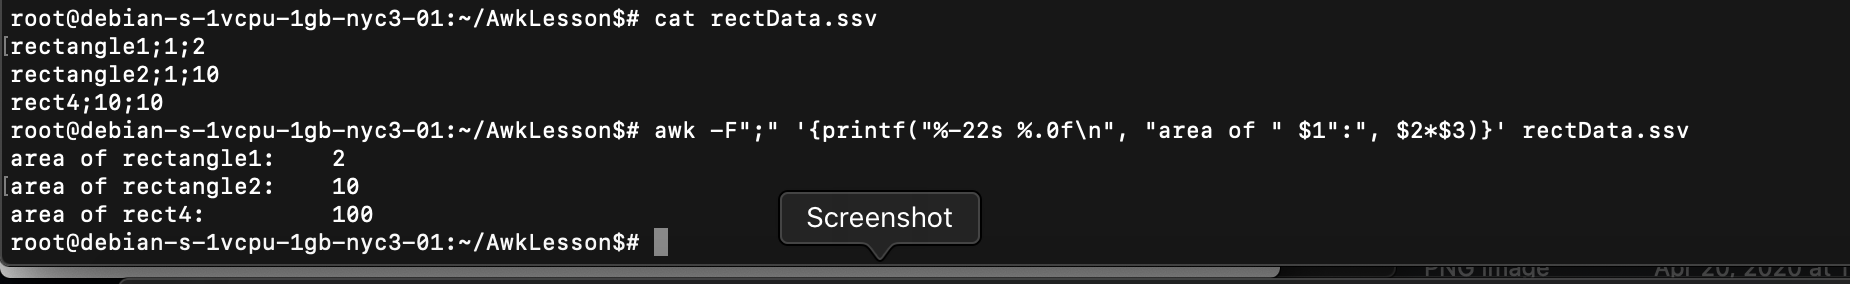 root@debian-s-1vcpu-1gb-nyc3-01:~/AwkLesson$# cat rectData.ssv
[rectangle1;1;2
rectangle2;1;10
rect4;10;10
root@debian-s-1vcpu-1gb-nyc3-01:~/AwkLesson$# awk -F";" '{printf("%-22s %.0f\n", "area of " $1":", $2*$3)}' rectData.ssv
area of rectangle1:    2
[area of rectangle2:    10
area of rect4:         100
Screenshot
root@debian-s-1vcpu-1gb-nyc3-01:~/AwkLesson$#
PNG image Apr 20, 2020 at 1